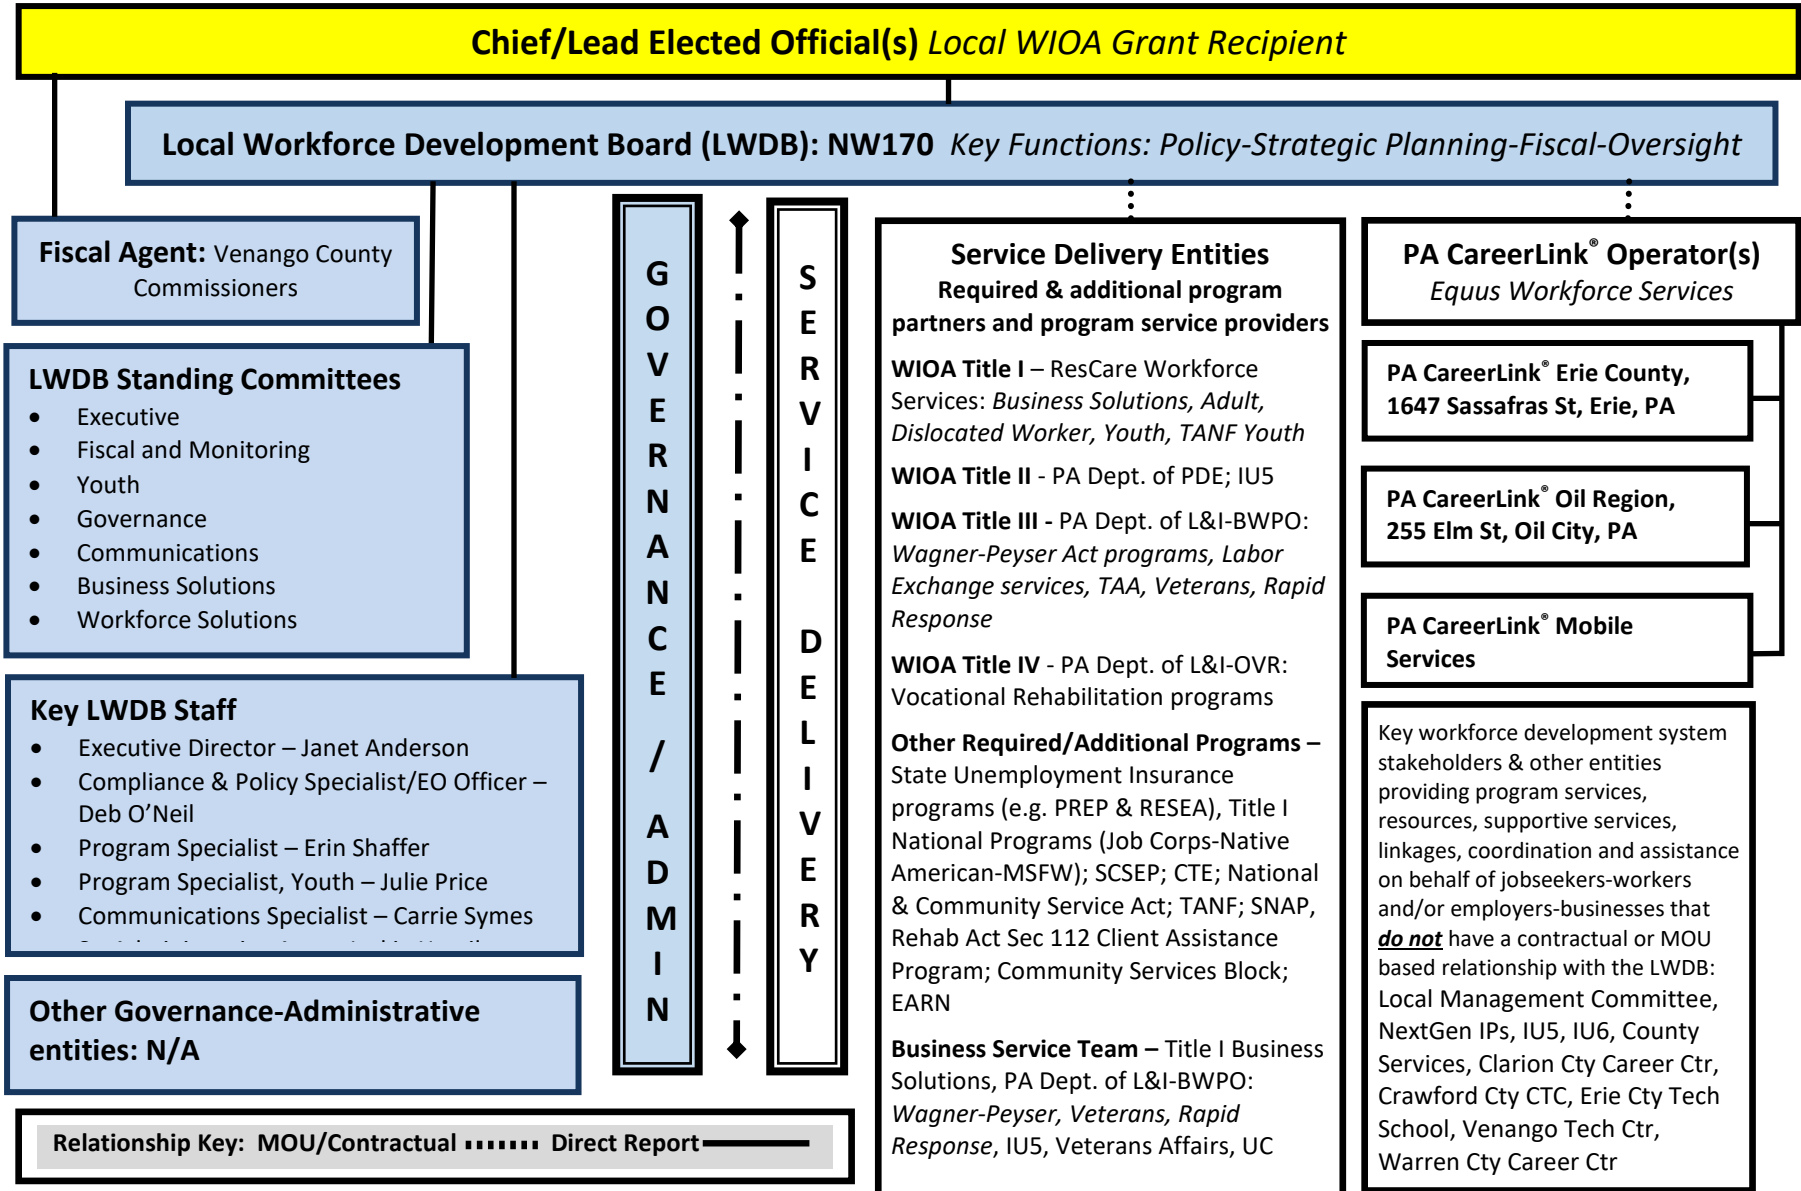 Chief/Lead Elected Official(s) Local WIOA Grant Recipient
Local Workforce Development Board (LWDB): NW170 Key Functions: Policy-Strategic Planning-Fiscal-Oversight
Fiscal Agent: Venango County
Commissioners
LWDB Standing Committees
• Executive
• Fiscal and Monitoring
• Youth
• Governance
• Communications
• Business Solutions
• Workforce Solutions
Key LWDB Staff
• Executive Director – Janet Anderson
• Compliance & Policy Specialist/EO Officer –
Deb O’Neil
• Program Specialist – Erin Shaffer
• Program Specialist, Youth – Julie Price
• Communications Specialist – Carrie Symes
Other Governance-Administrative
entities: N/A
GOVERNANCE / ADMIN
SERVICE DELIVERY
Service Delivery Entities
Required & additional program
partners and program service providers
WIOA Title I – ResCare Workforce
Services: Business Solutions, Adult,
Dislocated Worker, Youth, TANF Youth
WIOA Title II - PA Dept. of PDE; IU5
WIOA Title III - PA Dept. of L&I-BWPO:
Wagner-Peyser Act programs, Labor
Exchange services, TAA, Veterans, Rapid
Response
WIOA Title IV - PA Dept. of L&I-OVR:
Vocational Rehabilitation programs
Other Required/Additional Programs –
State Unemployment Insurance
programs (e.g. PREP & RESEA), Title I
National Programs (Job Corps-Native
American-MSFW); SCSEP; CTE; National
& Community Service Act; TANF; SNAP,
Rehab Act Sec 112 Client Assistance
Program; Community Services Block;
EARN
Business Service Team – Title I Business
Solutions, PA Dept. of L&I-BWPO:
Wagner-Peyser, Veterans, Rapid
Response, IU5, Veterans Affairs, UC
PA CareerLink® Operator(s)
Equus Workforce Services
PA CareerLink® Erie County,
1647 Sassafras St, Erie, PA
PA CareerLink® Oil Region,
255 Elm St, Oil City, PA
PA CareerLink® Mobile
Services
Key workforce development system
stakeholders & other entities
providing program services,
resources, supportive services,
linkages, coordination and assistance
on behalf of jobseekers-workers
and/or employers-businesses that
do not have a contractual or MOU
based relationship with the LWDB:
Local Management Committee,
NextGen IPs, IU5, IU6, County
Services, Clarion Cty Career Ctr,
Crawford Cty CTC, Erie Cty Tech
School, Venango Tech Ctr,
Warren Cty Career Ctr
Relationship Key: MOU/Contractual Direct Report